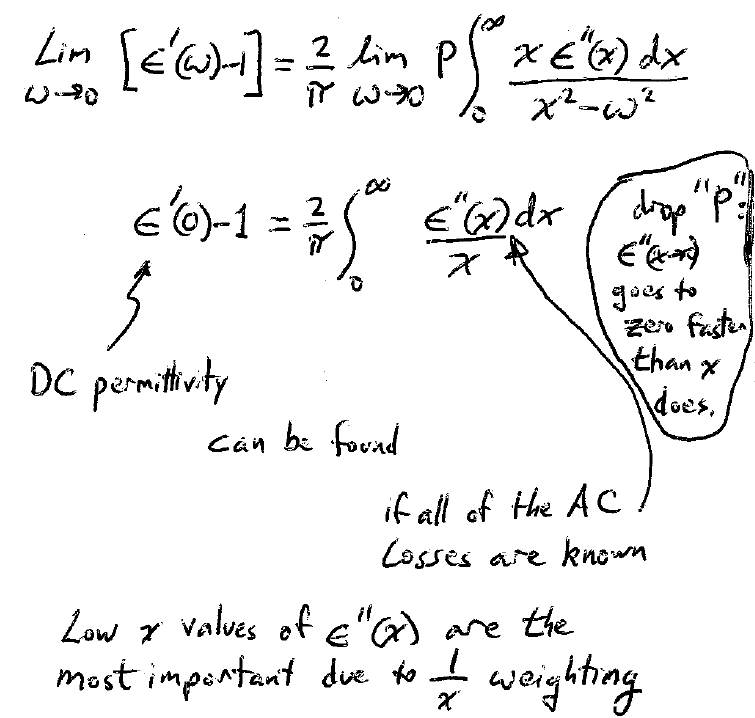 Lim [ϵ'(ω)-1] = 2/π lim P∫₀^∞ x ϵ''(x) dx / x²-ω²
ω→0 ω→0
ϵ'(0)-1 = 2/π ∫₀^∞ ϵ''(x) dx / x
drop "P":
ϵ''(x→0)
goes to
zero faster
than x
does.
DC permittivity
can be found
if all of the AC
Losses are known
Low x values of ϵ''(x) are the
most important due to 1/x weighting